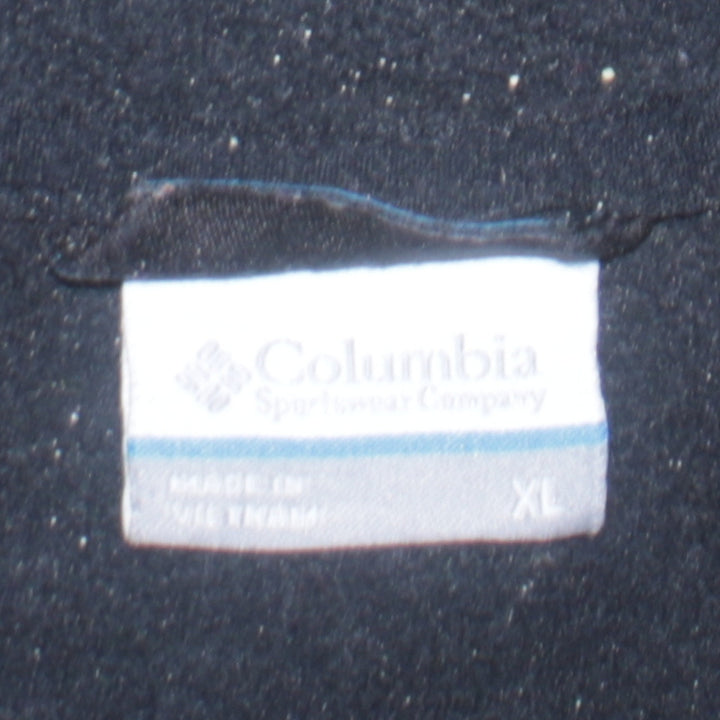 Columbia
Sportswear Company
MADE IN
VIETNAM
XL